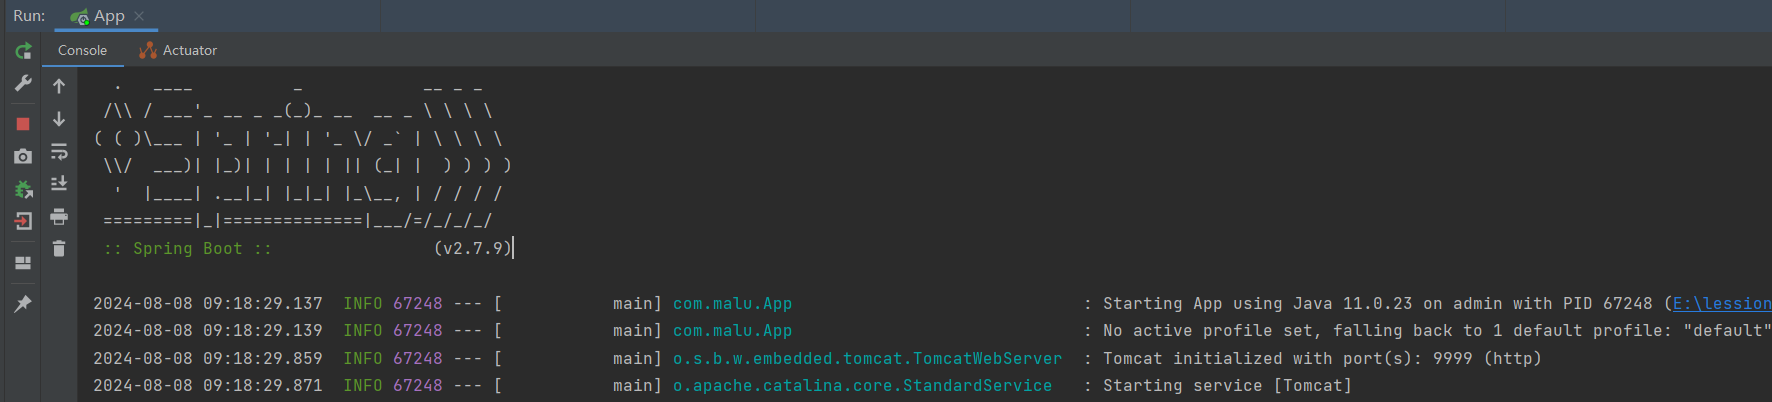 Run: App
Console Actuator
  .   ____          _            __ _ _
 /\\ / ___'_ __ _ _(_)_ __  __ _ \ \ \ \
( ( )\___ | '_ | '_| | '_ \/ _` | \ \ \ \
 \\/  ___)| |_)| | | | | || (_| |  ) ) ) )
  '  |____| .__|_| |_|_| |_\__, | / / / /
 =========|_|==============|___/=/_/_/_/
 :: Spring Boot ::                (v2.7.9)
2024-08-08 09:18:29.137  INFO 67248 --- [           main] com.malu.App                             : Starting App using Java 11.0.23 on admin with PID 67248 (E:\lession
2024-08-08 09:18:29.139  INFO 67248 --- [           main] com.malu.App                             : No active profile set, falling back to 1 default profile: "default"
2024-08-08 09:18:29.859  INFO 67248 --- [           main] o.s.b.w.embedded.tomcat.TomcatWebServer  : Tomcat initialized with port(s): 9999 (http)
2024-08-08 09:18:29.871  INFO 67248 --- [           main] o.apache.catalina.core.StandardService   : Starting service [Tomcat]